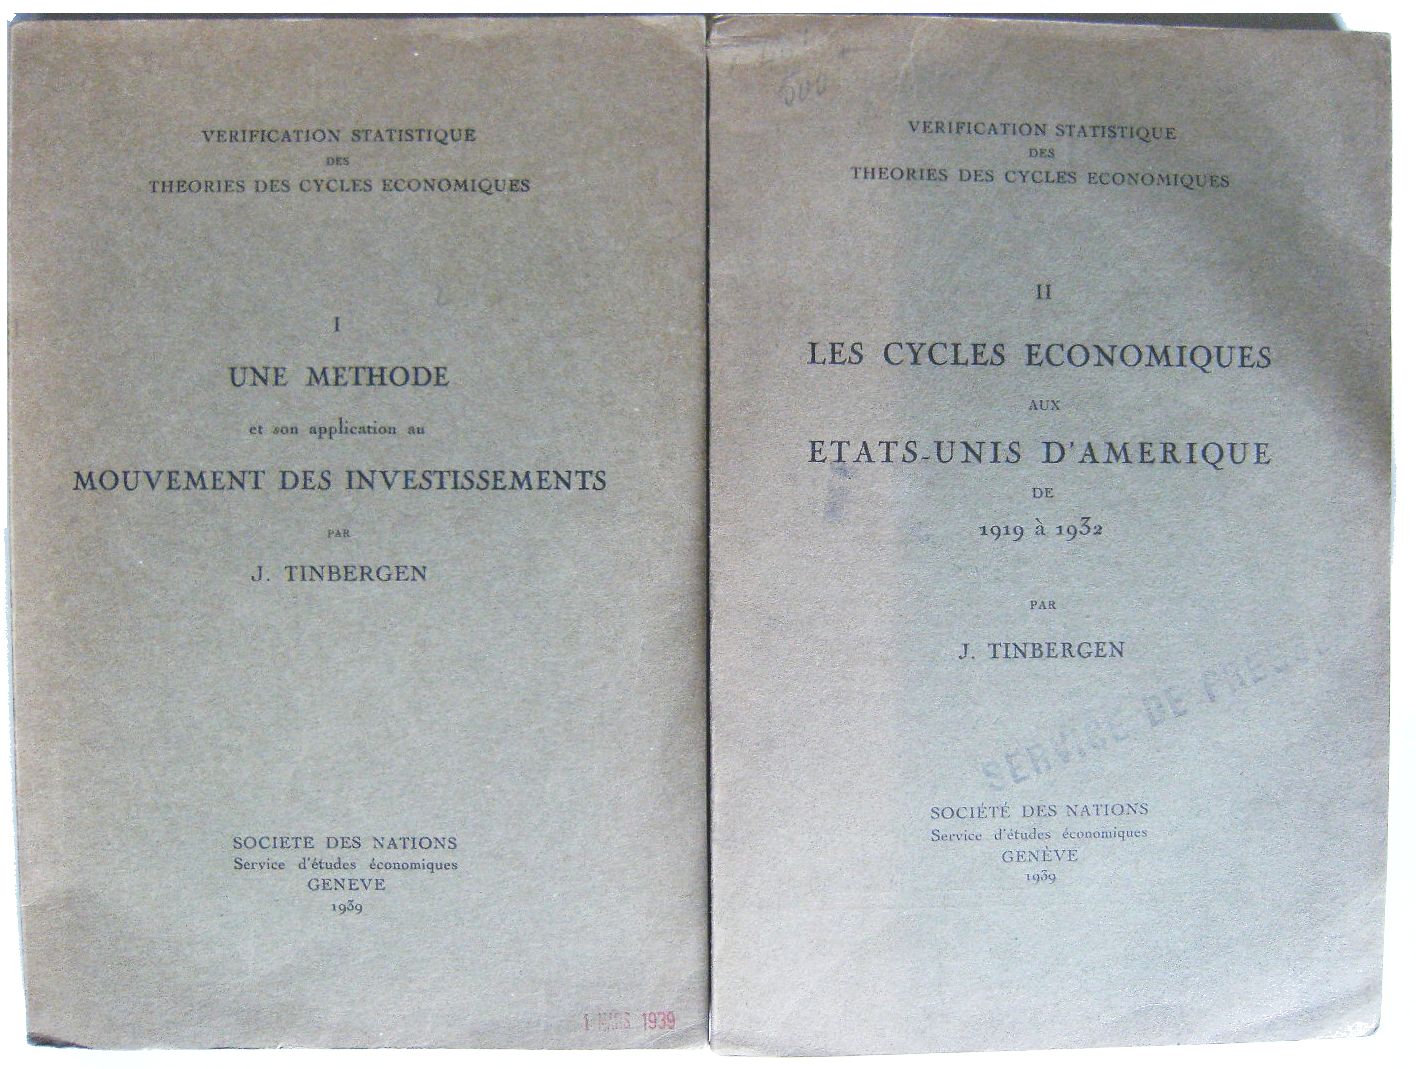 VERIFICATION STATISTIQUE
DES
THEORIES DES CYCLES ECONOMIQUES
I
UNE METHODE
et son application au
MOUVEMENT DES INVESTISSEMENTS
PAR
J. TINBERGEN
SOCIETE DES NATIONS
Service d'études économiques
GENEVE
1939
1 MARS 1939
600
VERIFICATION STATISTIQUE
DES
THEORIES DES CYCLES ECONOMIQUES
II
LES CYCLES ECONOMIQUES
AUX
ETATS-UNIS D'AMERIQUE
DE
1919 à 1932
PAR
J. TINBERGEN
SERVICE DE PRESSE
SOCIÉTÉ DES NATIONS
Service d'études économiques
GENÈVE
1939